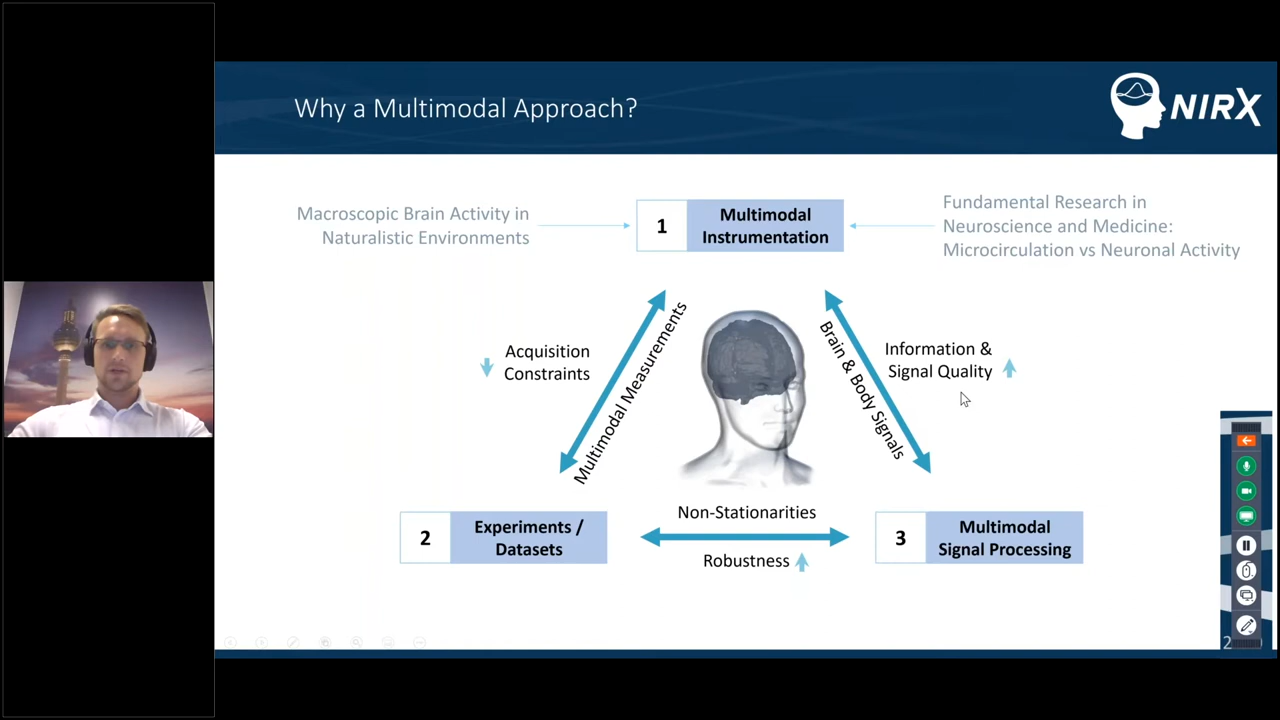 Why a Multimodal Approach?
NIRX
Macroscopic Brain Activity in
Naturalistic Environments
1
Multimodal
Instrumentation
Fundamental Research in
Neuroscience and Medicine:
Microcirculation vs Neuronal Activity
Acquisition
Constraints
Multimodal Measurements
Brain & Body Signals
Information &
Signal Quality
Non-Stationarities
Robustness
2
Experiments /
Datasets
3
Multimodal
Signal Processing